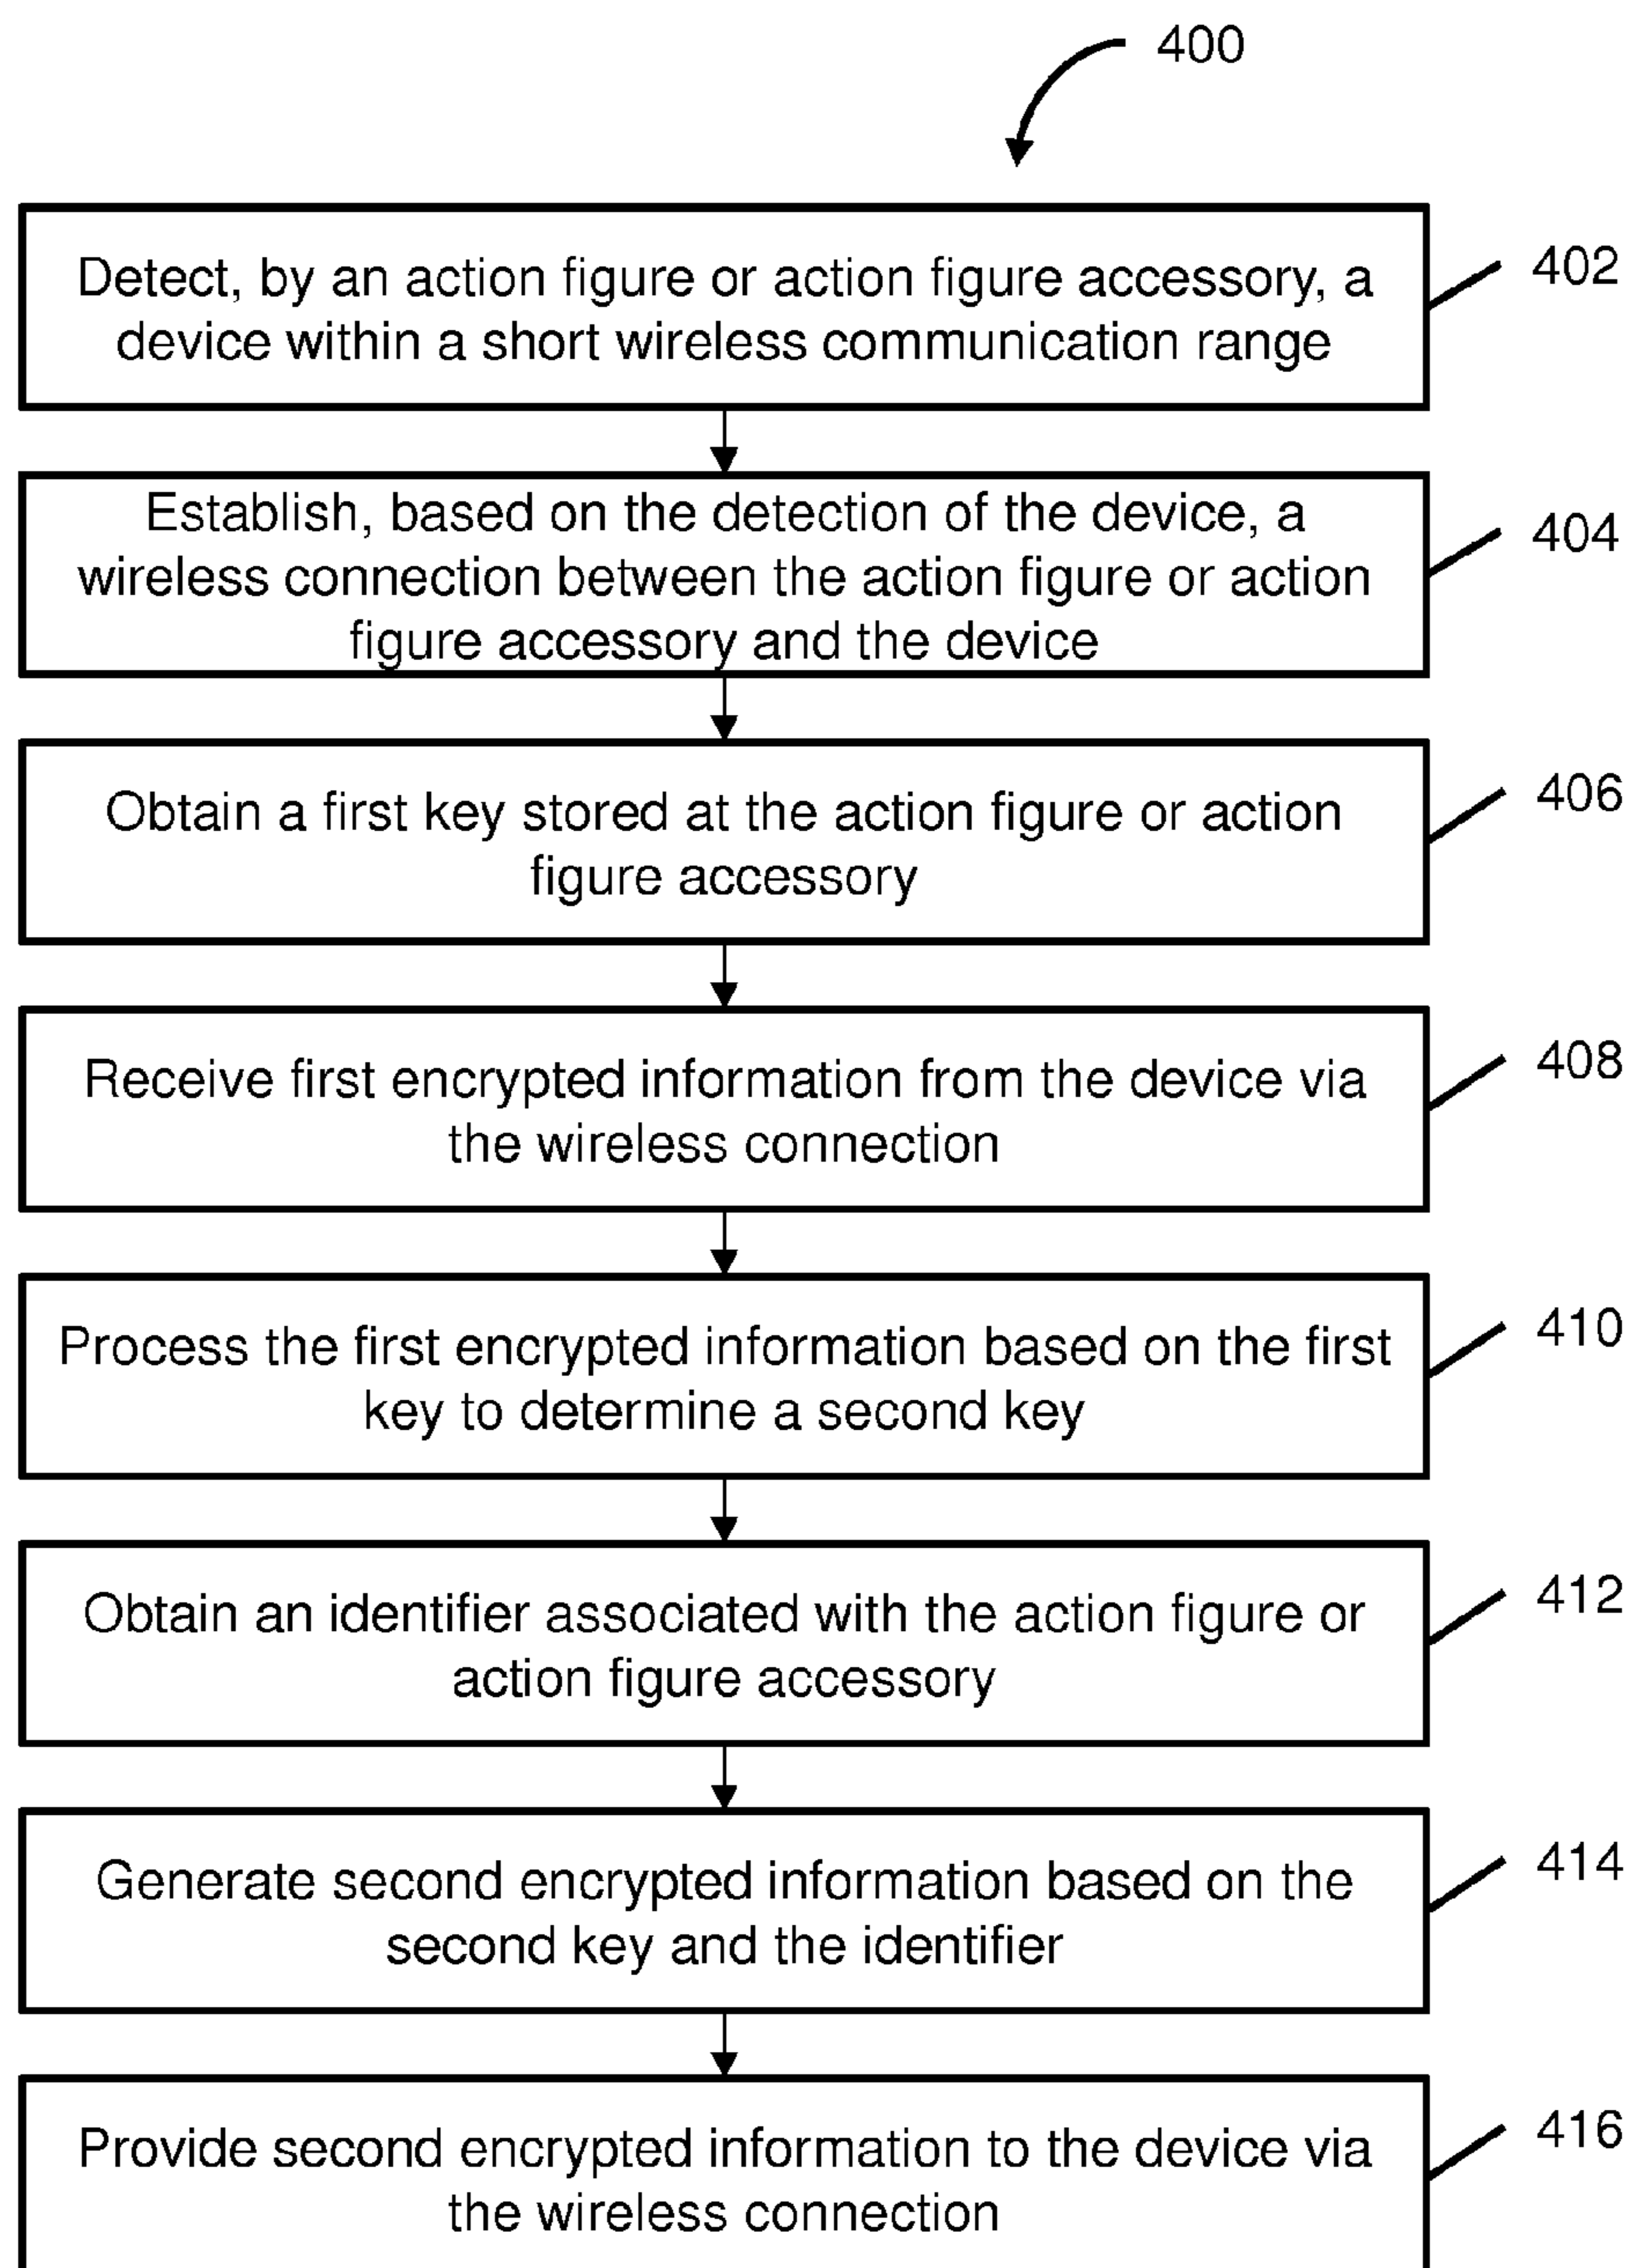 400
Detect, by an action figure or action figure accessory, a
device within a short wireless communication range
402
Establish, based on the detection of the device, a
wireless connection between the action figure or action
figure accessory and the device
404
Obtain a first key stored at the action figure or action
figure accessory
406
Receive first encrypted information from the device via
the wireless connection
408
Process the first encrypted information based on the first
key to determine a second key
410
Obtain an identifier associated with the action figure or
action figure accessory
412
Generate second encrypted information based on the
second key and the identifier
414
Provide second encrypted information to the device via
the wireless connection
416